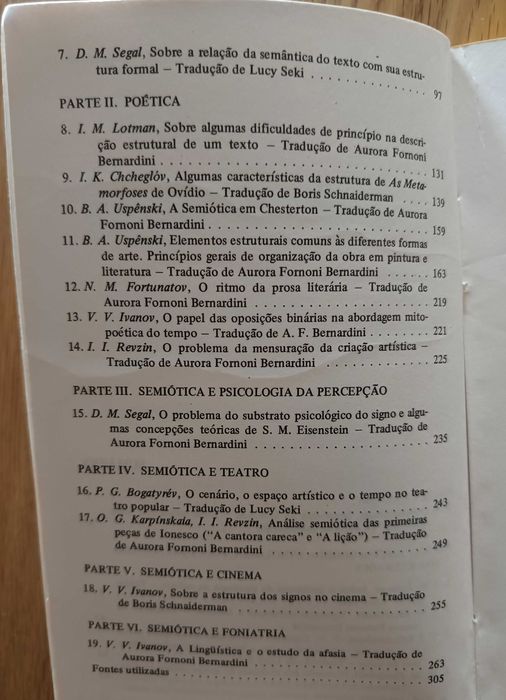 7. D. M. Segal, Sobre a relação da semântica do texto com sua estru-
tura formal — Tradução de Lucy Seki . . . . . . . . . . . . 97
PARTE II. POÉTICA
8. I. M. Lotman, Sobre algumas dificuldades de princípio na descri-
ção estrutural de um texto — Tradução de Aurora Fornoni
Bernardini . . . . . . . . . . . . . . . . . . . . . . . . . . . . 131
9. I. K. Chcheglóv, Algumas características da estrutura de As Meta-
morfoses de Ovídio — Tradução de Boris Schnaiderman . . . . 139
10. B. A. Uspênski, A Semiótica em Chesterton — Tradução de Aurora
Fornoni Bernardini . . . . . . . . . . . . . . . . . . . . . . . 159
11. B. A. Uspênski, Elementos estruturais comuns às diferentes formas
de arte. Princípios gerais de organização da obra em pintura e
literatura — Tradução de Aurora Fornoni Bernardini . . . . . . 163
12. N. M. Fortunatov, O ritmo da prosa literária — Tradução de
Aurora Fornoni Bernardini . . . . . . . . . . . . . . . . . . . 219
13. V. V. Ivanov, O papel das oposições binárias na abordagem mito-
poética do tempo — Tradução de A. F. Bernardini . . . . . . . 221
14. I. I. Revzin, O problema da mensuração da criação artística —
Tradução de Aurora Fornoni Bernardini . . . . . . . . . . . . 225
PARTE III. SEMIÓTICA E PSICOLOGIA DA PERCEPÇÃO
15. D. M. Segal, O problema do substrato psicológico do signo e algu-
mas concepções teóricas de S. M. Eisenstein — Tradução de
Aurora Fornoni Bernardini . . . . . . . . . . . . . . . . . . . 235
PARTE IV. SEMIÓTICA E TEATRO
16. P. G. Bogatyrév, O cenário, o espaço artístico e o tempo no tea-
tro popular — Tradução de Lucy Seki . . . . . . . . . . . . . 243
17. O. G. Karpínskaia, I. I. Revzin, Análise semiótica das primeiras
peças de Ionesco ("A cantora careca" e "A lição") — Tradução
de Aurora Fornoni Bernardini . . . . . . . . . . . . . . . . . 249
PARTE V. SEMIÓTICA E CINEMA
18. V. V. Ivanov, Sobre a estrutura dos signos no cinema — Tradução
de Boris Schnaiderman . . . . . . . . . . . . . . . . . . . . . 255
PARTE VI. SEMIÓTICA E FONIATRIA
19. V. V. Ivanov, A Lingüística e o estudo da afasia — Tradução de
Aurora Fornoni Bernardini . . . . . . . . . . . . . . . . . . . 263
Fontes utilizadas . . . . . . . . . . . . . . . . . . . . . . . . . 305